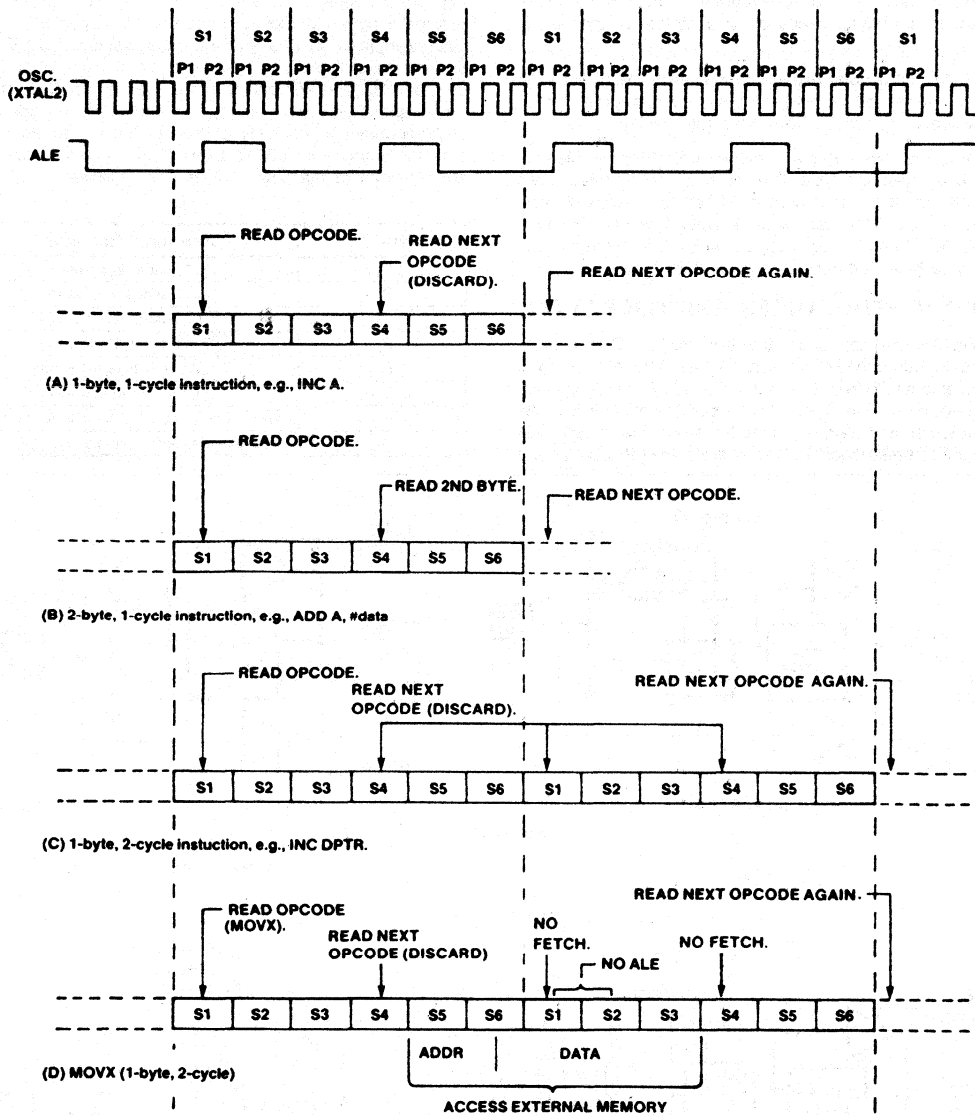 S1 S2 S3 S4 S5 S6 S1 S2 S3 S4 S5 S6 S1
P1 P2 P1 P2 P1 P2 P1 P2 P1 P2 P1 P2 P1 P2 P1 P2 P1 P2 P1 P2 P1 P2 P1 P2 P1 P2
OSC.
(XTAL2)
ALE
READ OPCODE.
READ NEXT
OPCODE
(DISCARD).
READ NEXT OPCODE AGAIN.
S1 S2 S3 S4 S5 S6
(A) 1-byte, 1-cycle instruction, e.g., INC A.
READ OPCODE.
READ 2ND BYTE.
READ NEXT OPCODE.
S1 S2 S3 S4 S5 S6
(B) 2-byte, 1-cycle instruction, e.g., ADD A, #data
READ OPCODE.
READ NEXT
OPCODE (DISCARD).
READ NEXT OPCODE AGAIN.
S1 S2 S3 S4 S5 S6 S1 S2 S3 S4 S5 S6
(C) 1-byte, 2-cycle instuction, e.g., INC DPTR.
READ OPCODE
(MOVX).
READ NEXT
OPCODE (DISCARD)
NO
FETCH.
NO ALE
NO FETCH.
READ NEXT OPCODE AGAIN.
S1 S2 S3 S4 S5 S6 S1 S2 S3 S4 S5 S6
ADDR DATA
(D) MOVX (1-byte, 2-cycle)
ACCESS EXTERNAL MEMORY